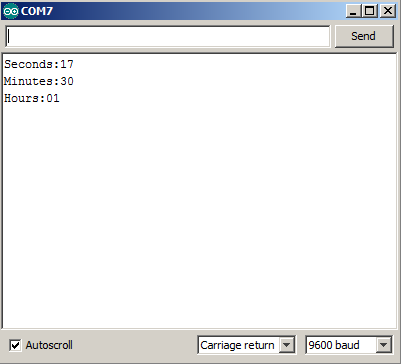 COM7
Send
Seconds:17
Minutes:30
Hours:01
Autoscroll
Carriage return
9600 baud